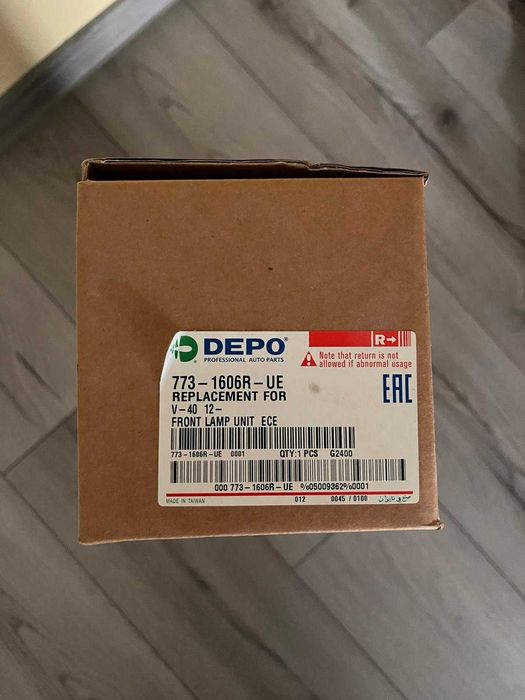 DEPO®
PROFESSIONAL AUTO PARTS
R→
Note that return is not
allowed if abnormal usage
773-1606R-UE
REPLACEMENT FOR
V-40 12-
FRONT LAMP UNIT ECE
EAC
773-1606R-UE 0001 QTY:1 PCS G2400
000 773-1606R-UE %05009362%0001
MADE IN TAIWAN 012 0045 / 0100